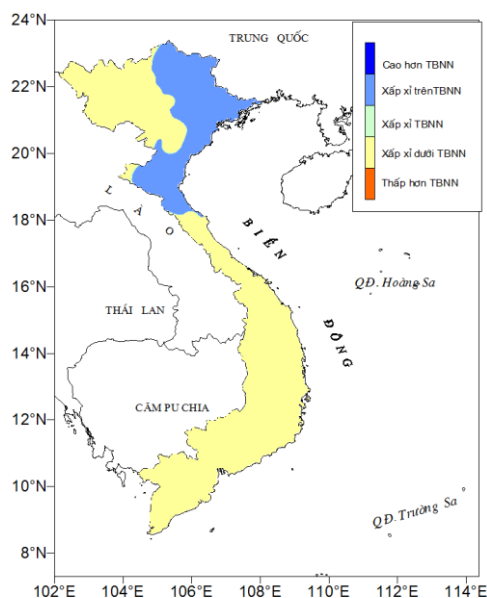 24°N
22°N
20°N
18°N
16°N
14°N
12°N
10°N
8°N
TRUNG QUỐC
Cao hơn TBNN
Xấp xỉ trênTBNN
Xấp xỉ TBNN
Xấp xỉ dưới TBNN
Thấp hơn TBNN
LAO
BIỂN
ĐÔNG
QĐ. Hoàng Sa
THÁI LAN
CĂM PU CHIA
QĐ. Trường Sa
102°E 104°E 106°E 108°E 110°E 112°E 114°E